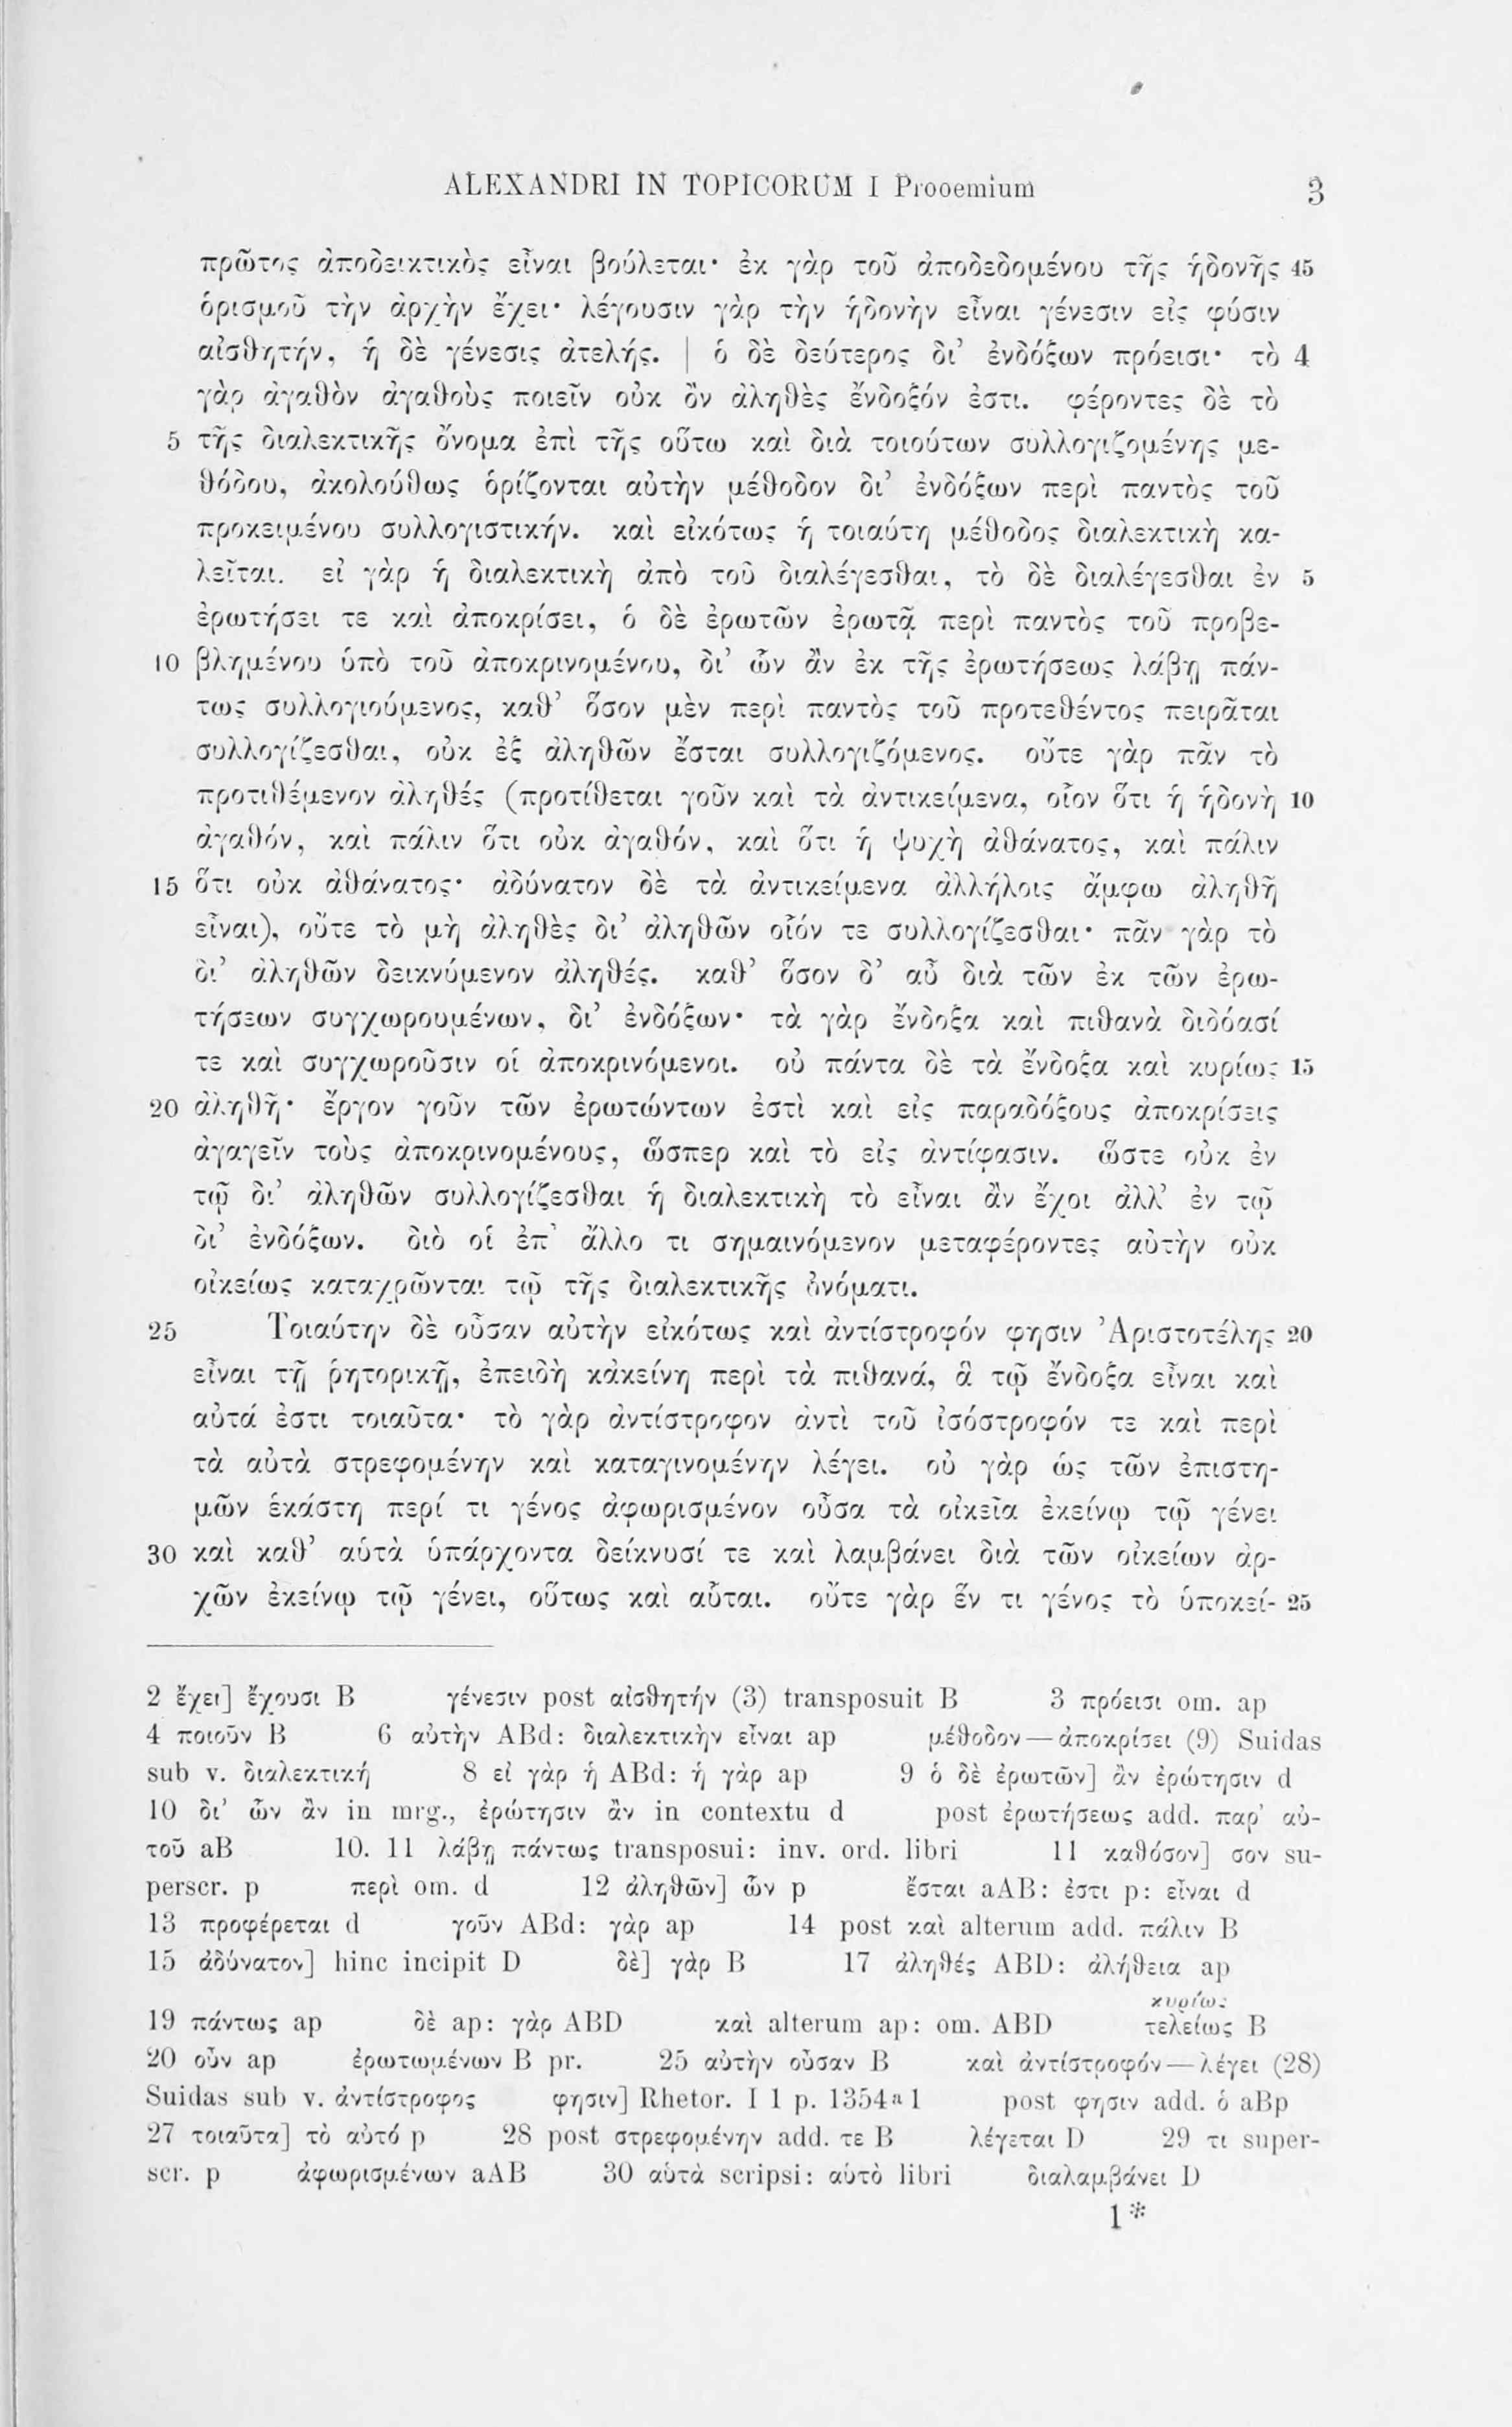 ALEXANDRI IN TOPICORUM I Prooemium 3
πρῶτος ἀποδεικτικὸς εἶναι βούλεται· ἐκ γὰρ τοῦ ἀποδεδομένου τῆς ἡδονῆς 45
ὁρισμοῦ τὴν ἀρχὴν ἔχει· λέγουσιν γὰρ τὴν ἡδονὴν εἶναι γένεσιν εἰς φύσιν
αἰσθητήν, ἡ δὲ γένεσις ἀτελής. | ὁ δὲ δεύτερος δι’ ἐνδόξων πρόεισι· τὸ 4
γὰρ ἀγαθὸν ἀγαθοὺς ποιεῖν οὐκ ὂν ἀληθὲς ἔνδοξόν ἐστι. φέροντες δὲ τὸ
5 τῆς διαλεκτικῆς ὄνομα ἐπὶ τῆς οὕτω καὶ διὰ τοιούτων συλλογιζομένης με-
θόδου, ἀκολούθως ὁρίζονται αὐτὴν μέθοδον δι’ ἐνδόξων περὶ παντὸς τοῦ
προκειμένου συλλογιστικήν. καὶ εἰκότως ἡ τοιαύτη μέθοδος διαλεκτικὴ κα-
λεῖται. εἰ γὰρ ἡ διαλεκτικὴ ἀπὸ τοῦ διαλέγεσθαι, τὸ δὲ διαλέγεσθαι ἐν 5
ἐρωτήσει τε καὶ ἀποκρίσει, ὁ δὲ ἐρωτῶν ἐρωτᾷ περὶ παντὸς τοῦ προβε-
10 βλημένου ὑπὸ τοῦ ἀποκρινομένου, δι’ ὧν ἂν ἐκ τῆς ἐρωτήσεως λάβῃ πάν-
τως συλλογιούμενος, καθ’ ὅσον μὲν περὶ παντὸς τοῦ προτεθέντος πειρᾶται
συλλογίζεσθαι, οὐκ ἐξ ἀληθῶν ἔσται συλλογιζόμενος. οὔτε γὰρ πᾶν τὸ
προτιθέμενον ἀληθές (προτίθεται γοῦν καὶ τὰ ἀντικείμενα, οἷον ὅτι ἡ ἡδονὴ 10
ἀγαθόν, καὶ πάλιν ὅτι οὐκ ἀγαθόν, καὶ ὅτι ἡ ψυχὴ ἀθάνατος, καὶ πάλιν
15 ὅτι οὐκ ἀθάνατος· ἀδύνατον δὲ τὰ ἀντικείμενα ἀλλήλοις ἄμφω ἀληθῆ
εἶναι), οὔτε τὸ μὴ ἀληθὲς δι’ ἀληθῶν οἷόν τε συλλογίζεσθαι· πᾶν γὰρ τὸ
δι’ ἀληθῶν δεικνύμενον ἀληθές. καθ’ ὅσον δ’ αὖ διὰ τῶν ἐκ τῶν ἐρω-
τήσεων συγχωρουμένων, δι’ ἐνδόξων· τὰ γὰρ ἔνδοξα καὶ πιθανὰ διδόασί
τε καὶ συγχωροῦσιν οἱ ἀποκρινόμενοι. οὐ πάντα δὲ τὰ ἔνδοξα καὶ κυρίως 15
20 ἀληθῆ· ἔργον γοῦν τῶν ἐρωτώντων ἐστὶ καὶ εἰς παραδόξους ἀποκρίσεις
ἀγαγεῖν τοὺς ἀποκρινομένους, ὥσπερ καὶ τὸ εἰς ἀντίφασιν. ὥστε οὐκ ἐν
τῷ δι’ ἀληθῶν συλλογίζεσθαι ἡ διαλεκτικὴ τὸ εἶναι ἂν ἔχοι ἀλλ’ ἐν τῷ
δι’ ἐνδόξων. διὸ οἱ ἐπ’ ἄλλο τι σημαινόμενον μεταφέροντες αὐτὴν οὐκ
οἰκείως καταχρῶνται τῷ τῆς διαλεκτικῆς ὀνόματι.
25 Τοιαύτην δὲ οὖσαν αὐτὴν εἰκότως καὶ ἀντίστροφόν φησιν Ἀριστοτέλης 20
εἶναι τῇ ῥητορικῇ, ἐπειδὴ κἀκείνη περὶ τὰ πιθανά, ἃ τῷ ἔνδοξα εἶναι καὶ
αὐτά ἐστι τοιαῦτα· τὸ γὰρ ἀντίστροφον ἀντὶ τοῦ ἰσόστροφόν τε καὶ περὶ
τὰ αὐτὰ στρεφομένην καὶ καταγινομένην λέγει. οὐ γὰρ ὡς τῶν ἐπιστη-
μῶν ἑκάστη περί τι γένος ἀφωρισμένον οὖσα τὰ οἰκεῖα ἐκείνῳ τῷ γένει
30 καὶ καθ’ αὑτὰ ὑπάρχοντα δείκνυσί τε καὶ λαμβάνει διὰ τῶν οἰκείων ἀρ-
χῶν ἐκείνῳ τῷ γένει, οὕτως καὶ αὗται. οὔτε γὰρ ἕν τι γένος τὸ ὑποκεί- 25
2 ἔχει] ἔχουσι B γένεσιν post αἰσθητήν (3) transposuit B 3 πρόεισι om. ap
4 ποιοῦν B 6 αὐτὴν ABd: διαλεκτικὴν εἶναι ap μέθοδον — ἀποκρίσει (9) Suidas
sub v. διαλεκτική 8 εἰ γὰρ ἡ ABd: ἡ γὰρ ap 9 ὁ δὲ ἐρωτῶν] ἂν ἐρώτησιν d
10 δι’ ὧν ἂν in mrg., ἐρώτησιν ἂν in contextu d post ἐρωτήσεως add. παρ’ αὐ-
τοῦ aB 10. 11 λάβῃ πάντως transposui: inv. ord. libri 11 καθόσον] σον su-
perscr. p περὶ om. d 12 ἀληθῶν] ὧν p ἔσται aAB: ἐστι p: εἶναι d
13 προφέρεται d γοῦν ABd: γὰρ ap 14 post καὶ alterum add. πάλιν B
15 ἀδύνατον] hinc incipit D δὲ] γὰρ B 17 ἀληθές ABD: ἀλήθεια ap
κυρίως
19 πάντως ap δὲ ap: γὰρ ABD καὶ alterum ap: om. ABD τελείως B
20 οὖν ap ἐρωτωμένων B pr. 25 αὐτὴν οὖσαν B καὶ ἀντίστροφόν — λέγει (28)
Suidas sub v. ἀντίστροφος φησιν] Rhetor. I 1 p. 1354a1 post φησιν add. ὁ aBp
27 τοιαῦτα] τὸ αὐτό p 28 post στρεφομένην add. τε B λέγεται D 29 τι super-
scr. p ἀφωρισμένων aAB 30 αὑτὰ scripsi: αὑτὸ libri διαλαμβάνει D
1*